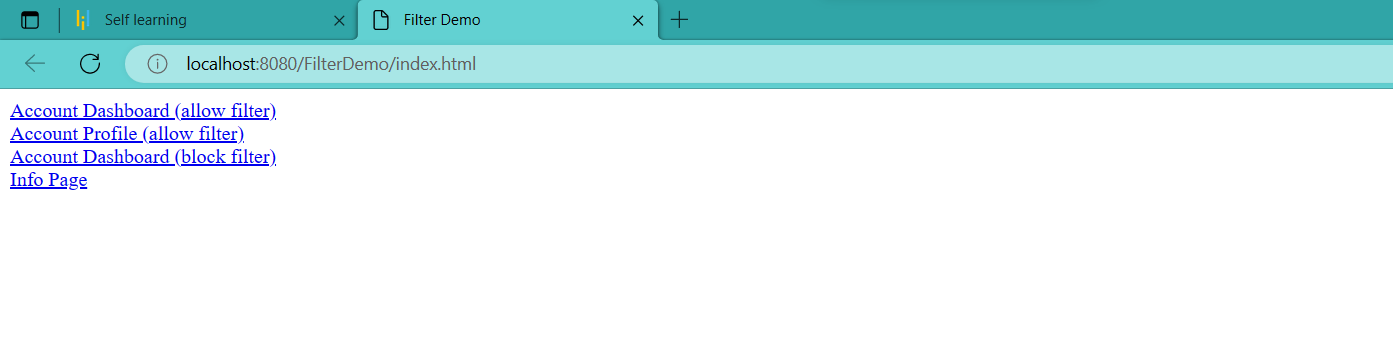 Self learning
Filter Demo
localhost:8080/FilterDemo/index.html
Account Dashboard (allow filter)
Account Profile (allow filter)
Account Dashboard (block filter)
Info Page